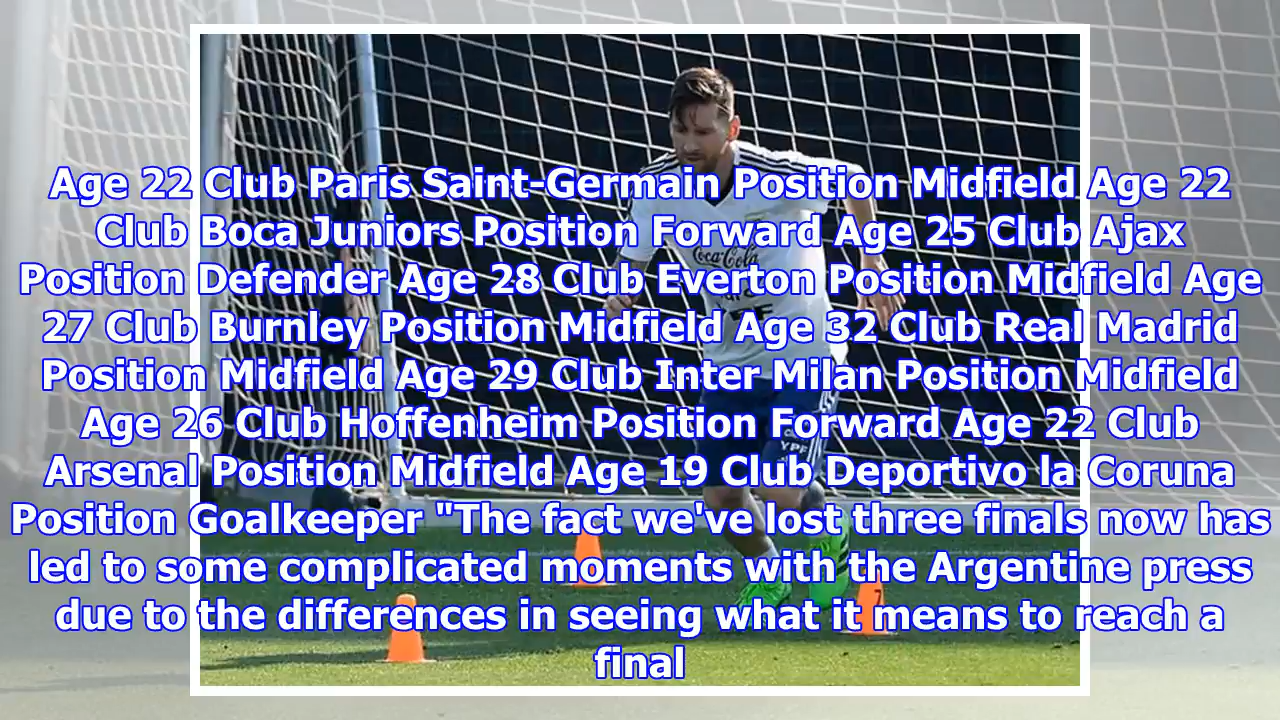 Age 22 Club Paris Saint-Germain Position Midfield Age 22
Club Boca Juniors Position Forward Age 25 Club Ajax
Position Defender Age 28 Club Everton Position Midfield Age
27 Club Burnley Position Midfield Age 32 Club Real Madrid
Position Midfield Age 29 Club Inter Milan Position Midfield
Age 26 Club Hoffenheim Position Forward Age 22 Club
Arsenal Position Midfield Age 19 Club Deportivo la Coruna
Position Goalkeeper "The fact we've lost three finals now has
led to some complicated moments with the Argentine press
due to the differences in seeing what it means to reach a
final
Coca-Cola
YPF
7